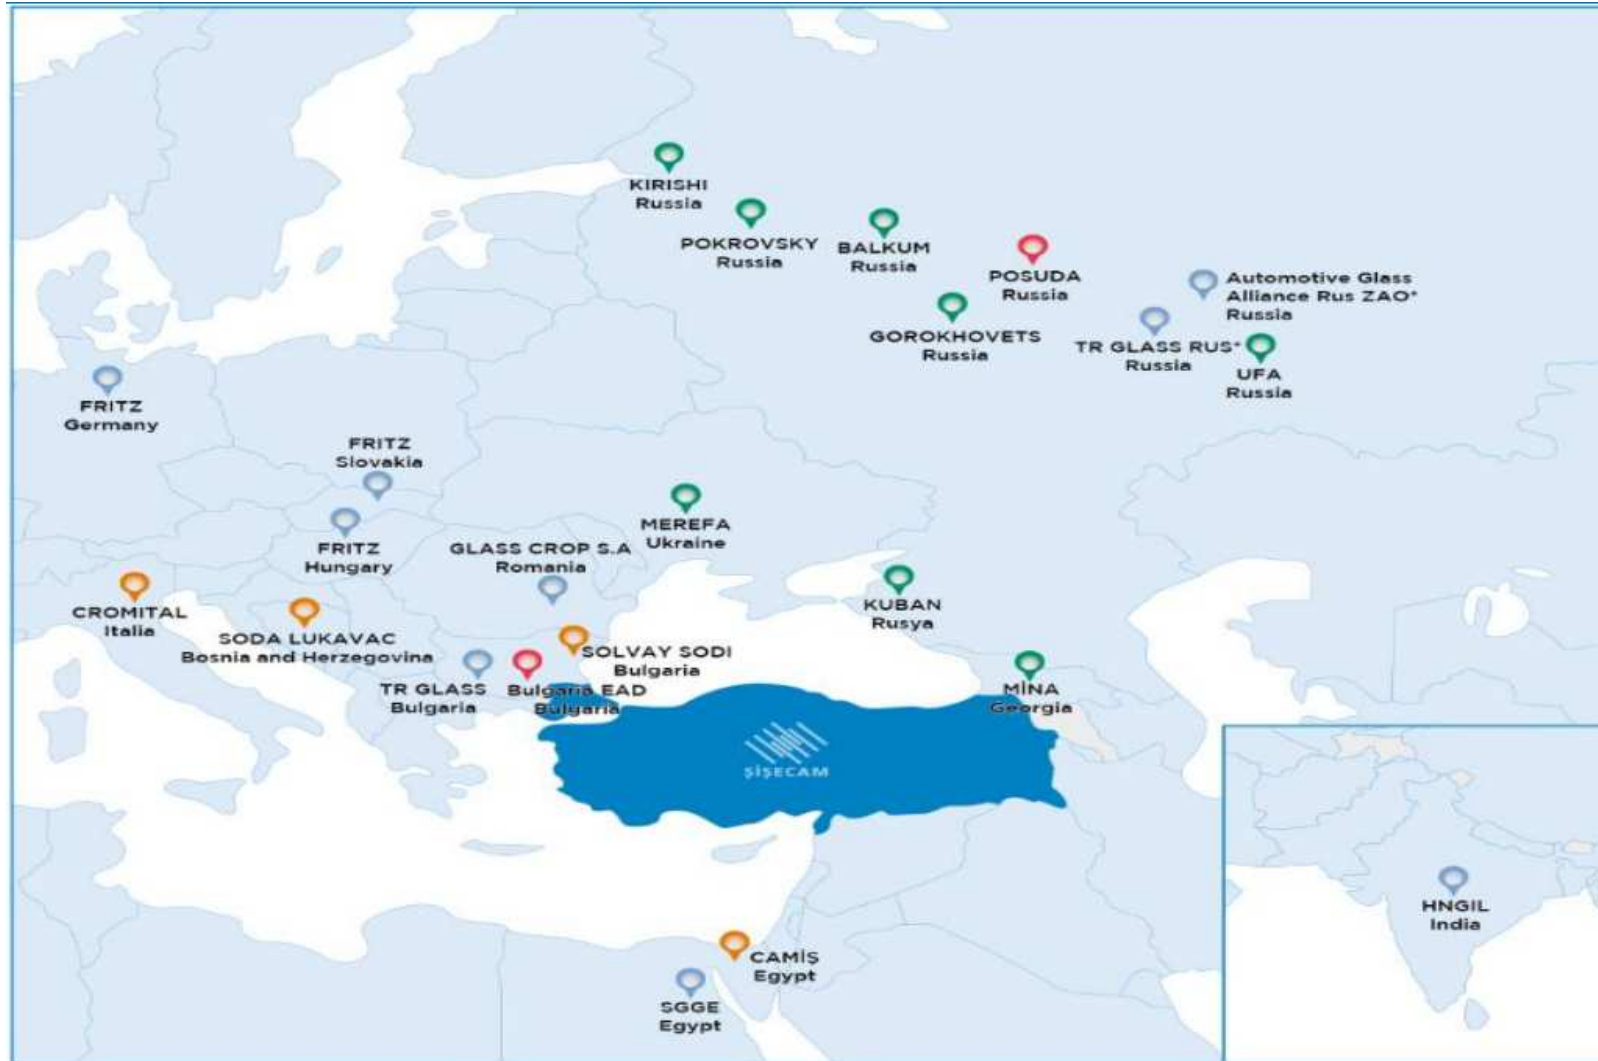 KIRISHI
Russia
POKROVSKY
Russia
BALKUM
Russia
POSUDA
Russia
Automotive Glass
Alliance Rus ZAO*
Russia
GOROKHOVETS
Russia
TR GLASS RUS*
Russia
UFA
Russia
FRITZ
Germany
FRITZ
Slovakia
MEREFA
Ukraine
FRITZ
Hungary
GLASS CROP S.A
Romania
CROMITAL
Italia
KUBAN
Rusya
SODA LUKAVAC
Bosnia and Herzegovina
SOLVAY SODI
Bulgaria
TR GLASS
Bulgaria
Bulgaria EAD
Bulgaria
MİNA
Georgia
ŞİŞECAM
HNGIL
India
CAMİŞ
Egypt
SGGE
Egypt